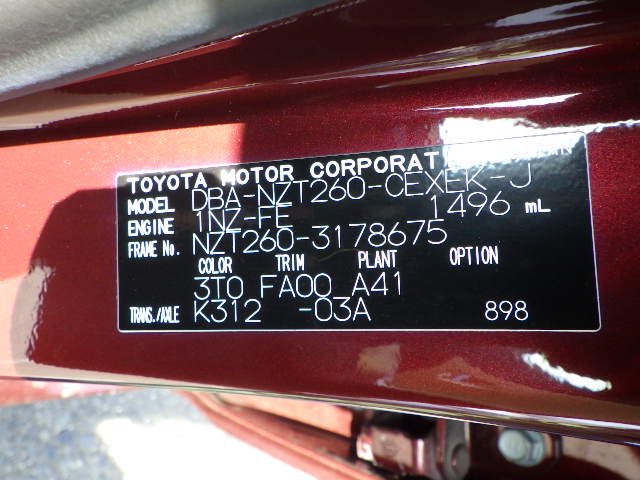 TOYOTA MOTOR CORPORAT
MODEL DBA-NZT260-CEXEK-J
ENGINE 1NZ-FE 1496 mL
FRAME No. NZT260-3178675
COLOR TRIM PLANT OPTION
3T0 FA00 A41
TRANS./AXLE K312 -03A 898